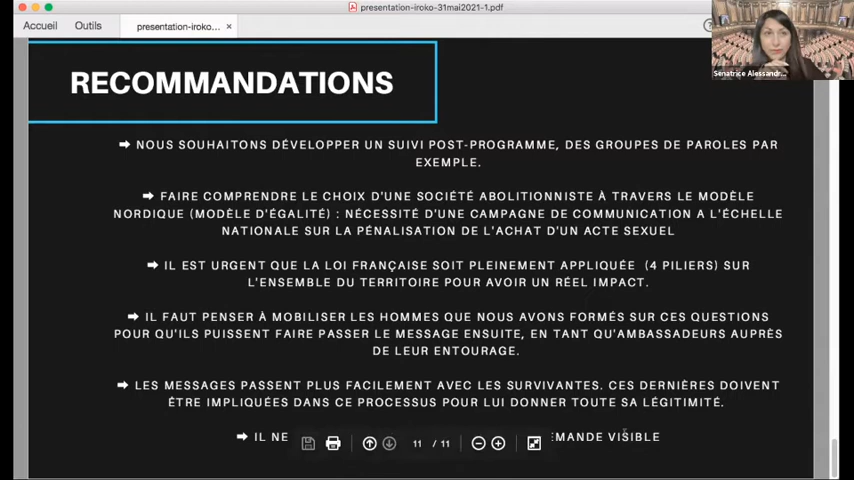 presentation-iroko-31mai2021-1.pdf
Accueil
Outils
presentation-iroko...
×
Sénatrice Alessandr...
RECOMMANDATIONS
➡ NOUS SOUHAITONS DÉVELOPPER UN SUIVI POST-PROGRAMME, DES GROUPES DE PAROLES PAR
EXEMPLE.
➡ FAIRE COMPRENDRE LE CHOIX D'UNE SOCIÉTÉ ABOLITIONNISTE À TRAVERS LE MODÈLE
NORDIQUE (MODÈLE D'ÉGALITÉ) : NÉCESSITÉ D'UNE CAMPAGNE DE COMMUNICATION A L'ÉCHELLE
NATIONALE SUR LA PÉNALISATION DE L'ACHAT D'UN ACTE SEXUEL
➡ IL EST URGENT QUE LA LOI FRANÇAISE SOIT PLEINEMENT APPLIQUÉE (4 PILIERS) SUR
L'ENSEMBLE DU TERRITOIRE POUR AVOIR UN RÉEL IMPACT.
➡ IL FAUT PENSER À MOBILISER LES HOMMES QUE NOUS AVONS FORMÉS SUR CES QUESTIONS
POUR QU'ILS PUISSENT FAIRE PASSER LE MESSAGE ENSUITE, EN TANT QU'AMBASSADEURS AUPRÈS
DE LEUR ENTOURAGE.
➡ LES MESSAGES PASSENT PLUS FACILEMENT AVEC LES SURVIVANTES. CES DERNIÈRES DOIVENT
ÊTRE IMPLIQUÉES DANS CE PROCESSUS POUR LUI DONNER TOUTE SA LÉGITIMITÉ.
➡ IL NE EMANDE VISIBLE
11 / 11